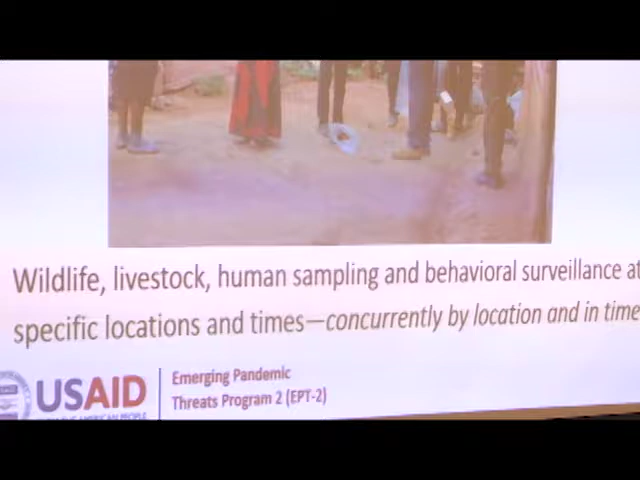 Wildlife, livestock, human sampling and behavioral surveillance at
specific locations and times—concurrently by location and in time
USAID
Emerging Pandemic
Threats Program 2 (EPT-2)